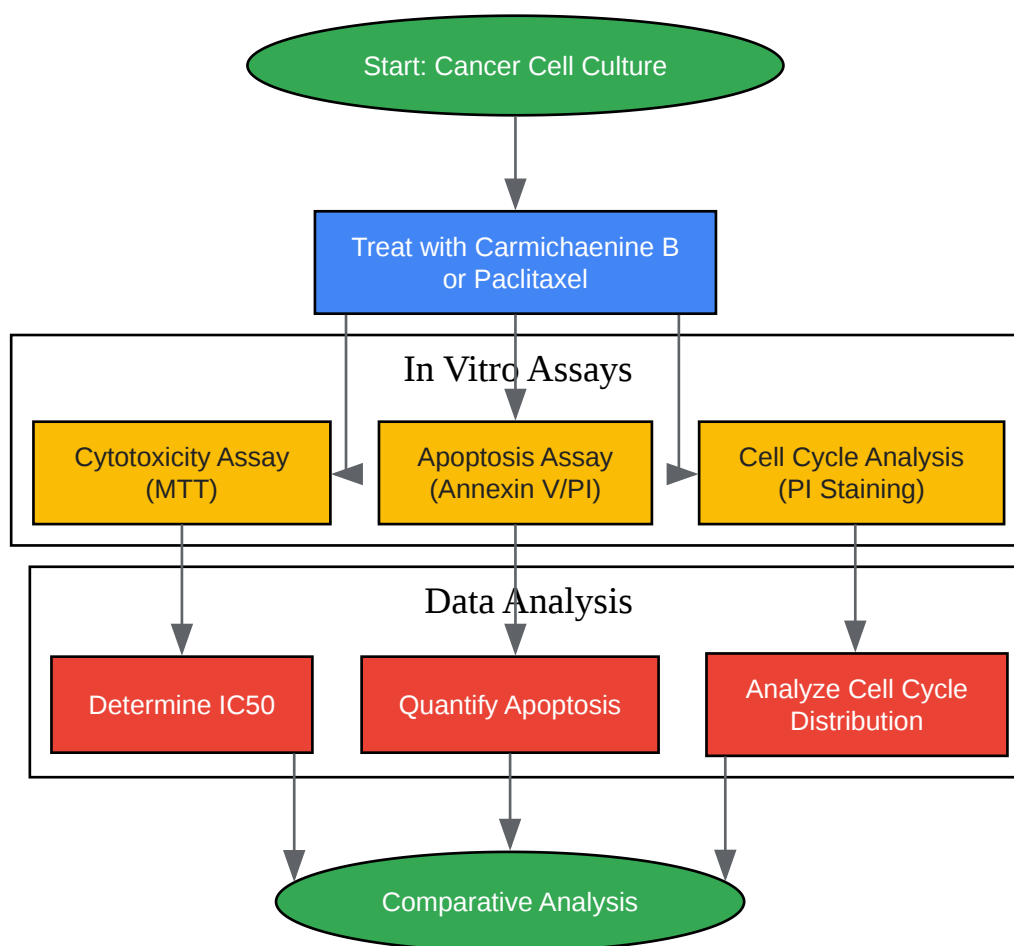 Start: Cancer Cell Culture
Treat with Carmichaenine B
or Paclitaxel
In Vitro Assays
Cytotoxicity Assay
(MTT)
Apoptosis Assay
(Annexin V/PI)
Cell Cycle Analysis
(PI Staining)
Data Analysis
Determine IC50
Quantify Apoptosis
Analyze Cell Cycle
Distribution
Comparative Analysis